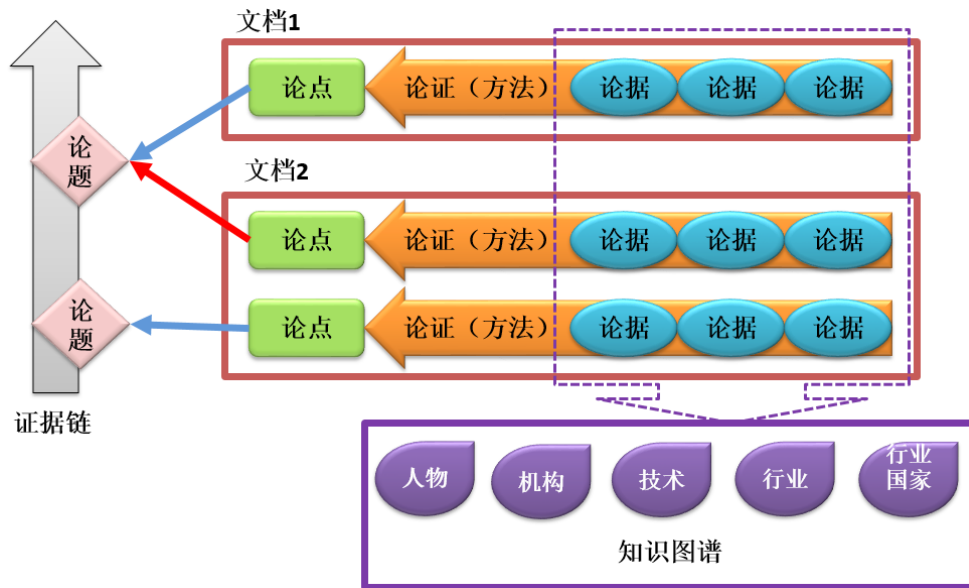 文档1
论点 论证（方法） 论据 论据 论据
论
题
文档2
论点 论证（方法） 论据 论据 论据
论
题
论点 论证（方法） 论据 论据 论据
证据链
人物 机构 技术 行业 行业
国家
知识图谱